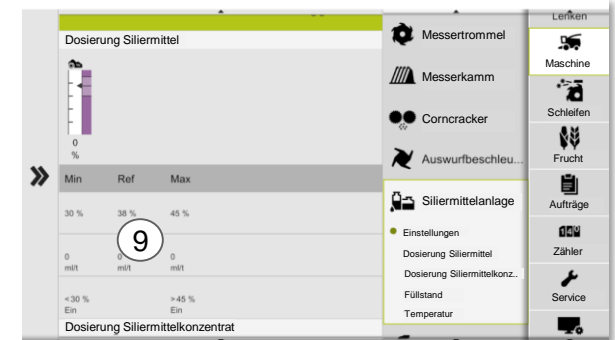 Dosierung Siliermittel
0
%
Min Ref Max
30 % 38 % 45 %
9
0 0 0
ml/t ml/t ml/t
<30 % >45 %
Ein Ein
Dosierung Siliermittelkonzentrat
Messertrommel
Messerkamm
Corncracker
Auswurfbeschleu...
Siliermittelanlage
Einstellungen
Dosierung Siliermittel
Dosierung Siliermittelkonz..
Füllstand
Temperatur
Lenken
Maschine
Schleifen
Frucht
Aufträge
Zähler
Service